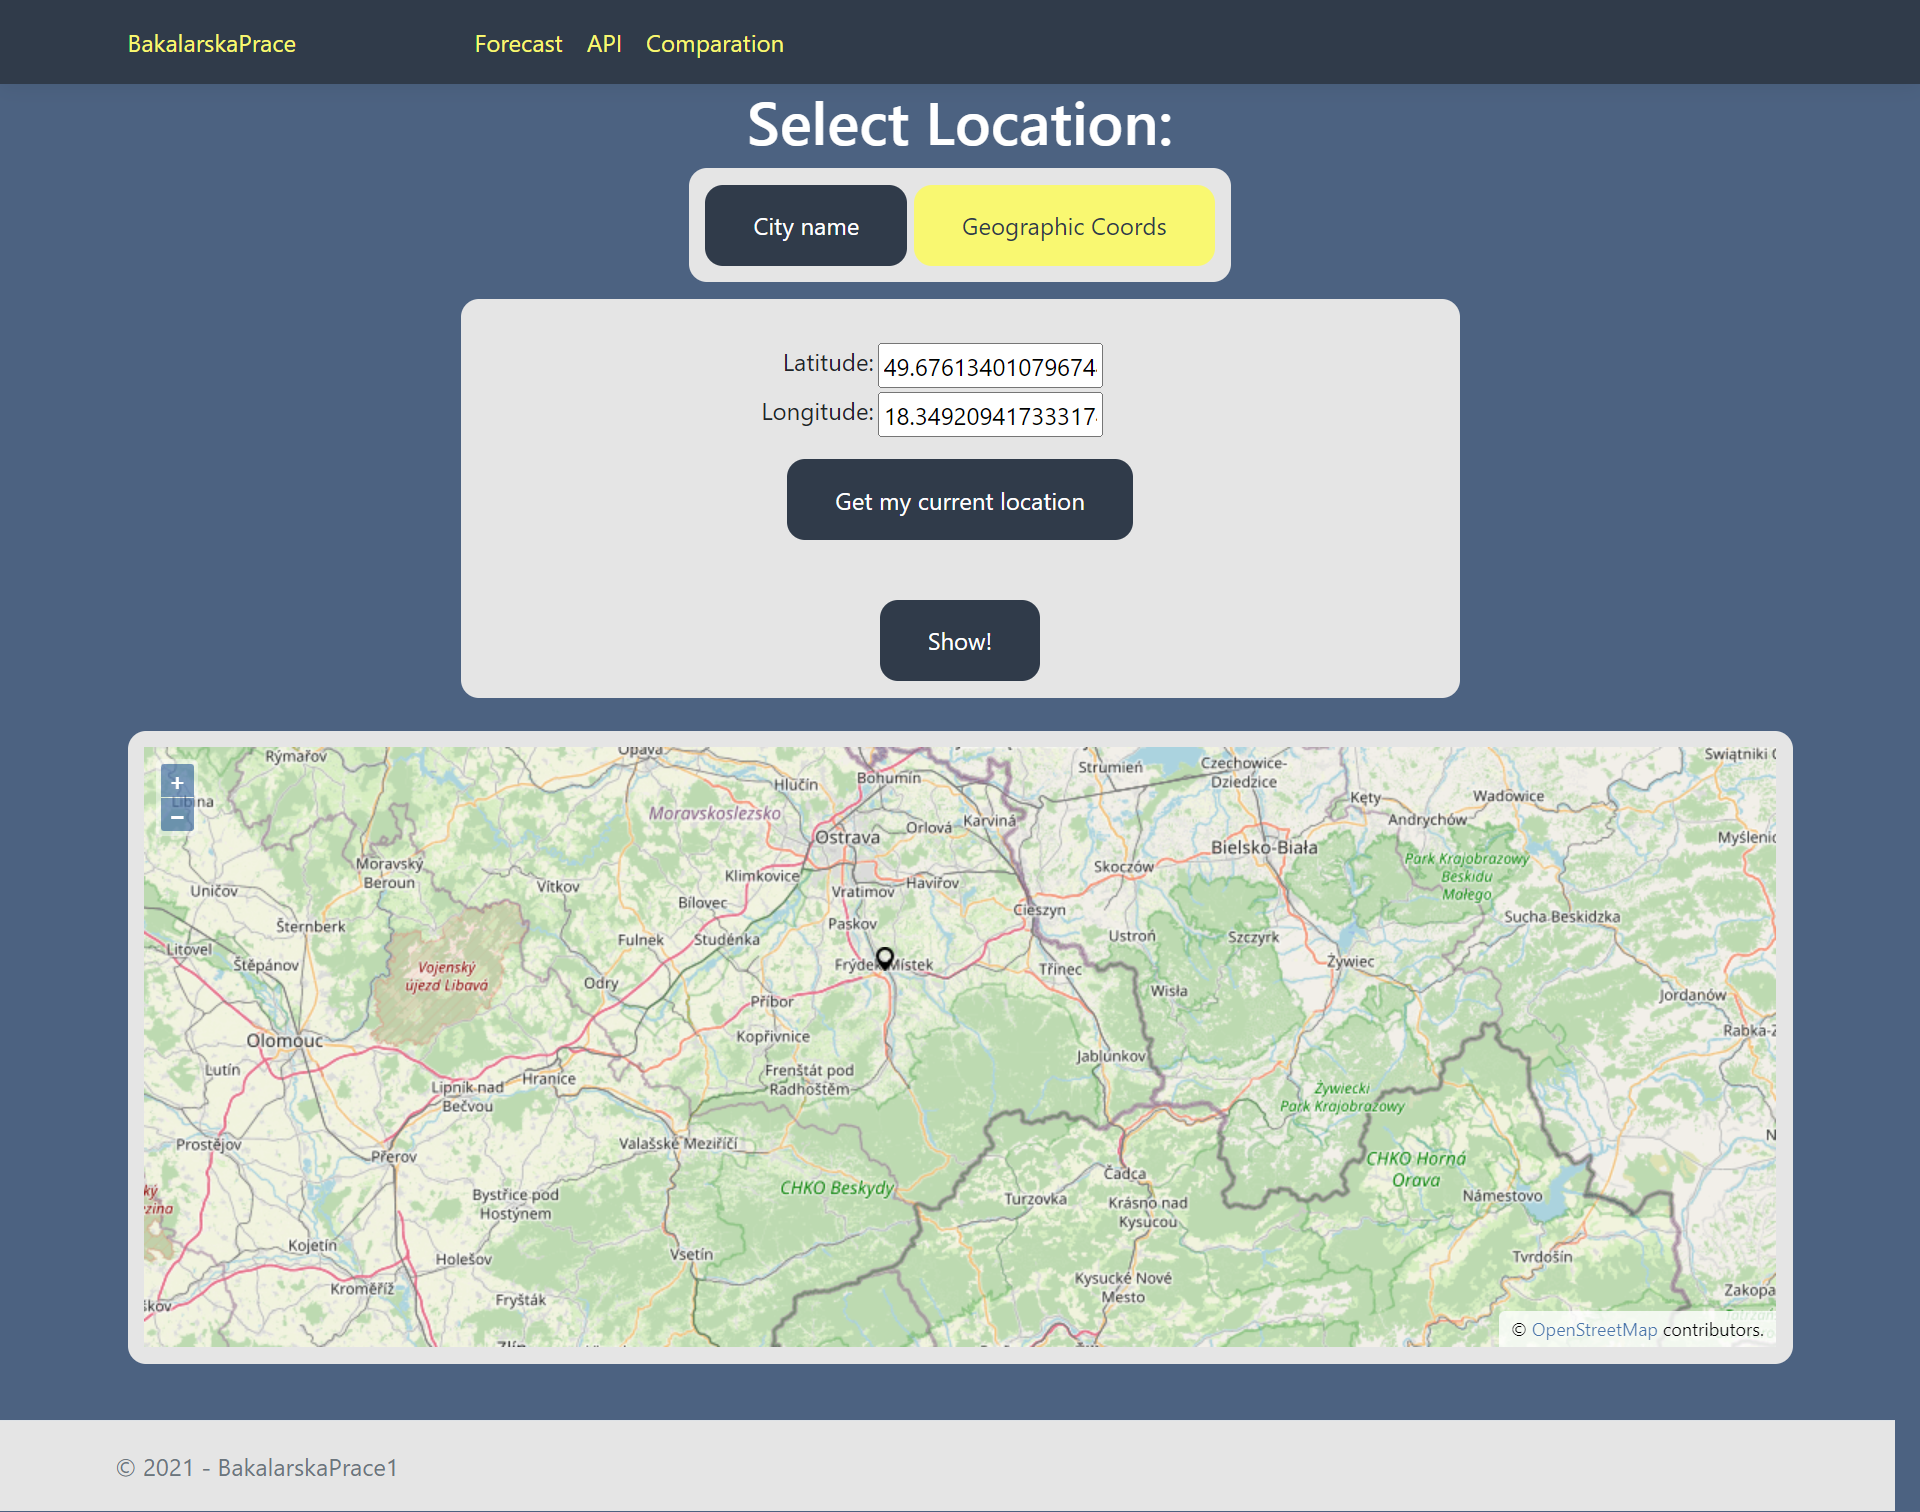 BakalarskaPrace
Forecast API Comparation
Select Location:
City name
Geographic Coords
Latitude: 49.67613401079674
Longitude: 18.34920941733317
Get my current location
Show!
+
−
Rýmařov
Opava
Hlučín
Bohumín
Strumień
Czechowice-
Dziedzice
Kęty
Wadowice
Świątniki
Libina
Moravskoslezsko
Ostrava
Orlová
Karviná
Andrychów
Myślenic
Moravský
Beroun
Klimkovice
Vratimov
Havířov
Skoczów
Bielsko-Biała
Park Krajobrazowy
Beskidu
Małego
Uničov
Vítkov
Bílovec
Paskov
Cieszyn
Sucha Beskidzka
Šternberk
Fulnek
Studénka
Ustroń
Szczyrk
Litovel
Štěpánov
Vojenský
újezd Libavá
Odry
Frýdek-Místek
Třinec
Wisła
Żywiec
Jordanów
Příbor
Rabka-Z
Olomouc
Kopřivnice
Jablunkov
Lutín
Hranice
Frenštát pod
Radhoštěm
Lipník nad
Bečvou
Żywiecki
Park Krajobrazowy
Prostějov
Přerov
Valašské Meziříčí
CHKO Beskydy
Čadca
CHKO Horná
Orava
Bystřice pod
Hostýnem
Turzovka
Krásno nad
Kysucou
Námestovo
Kojetín
Holešov
Vsetín
Tvrdošín
Kroměříž
Fryšták
Kysucké Nové
Mesto
Zakopa
škov
Zlín
© OpenStreetMap contributors.
© 2021 - BakalarskaPrace1